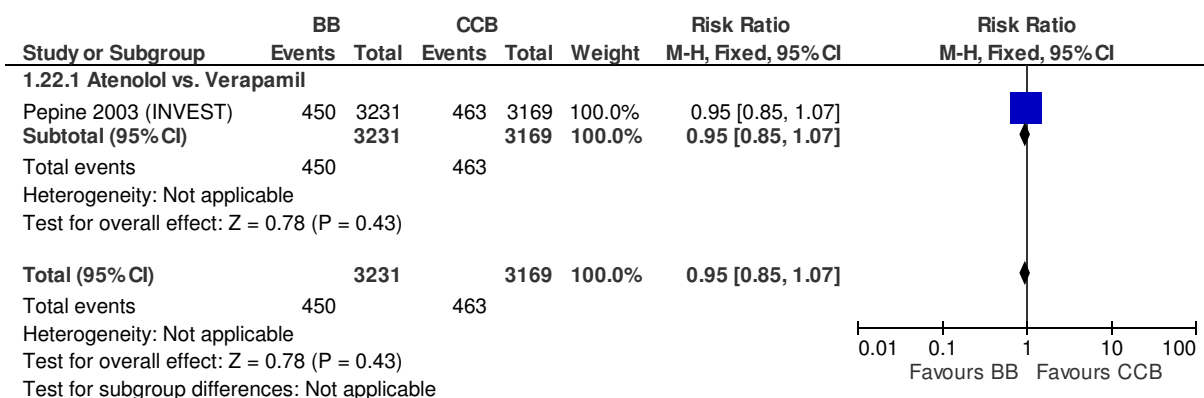 BB CCB Risk Ratio Risk Ratio
Study or Subgroup Events Total Events Total Weight M-H, Fixed, 95% CI M-H, Fixed, 95% CI
1.22.1 Atenolol vs. Verapamil
Pepine 2003 (INVEST) 450 3231 463 3169 100.0% 0.95 [0.85, 1.07]
Subtotal (95% CI) 3231 3169 100.0% 0.95 [0.85, 1.07]
Total events 450 463
Heterogeneity: Not applicable
Test for overall effect: Z = 0.78 (P = 0.43)
Total (95% CI) 3231 3169 100.0% 0.95 [0.85, 1.07]
Total events 450 463
Heterogeneity: Not applicable
Test for overall effect: Z = 0.78 (P = 0.43)
Test for subgroup differences: Not applicable
0.01 0.1 1 10 100
Favours BB Favours CCB